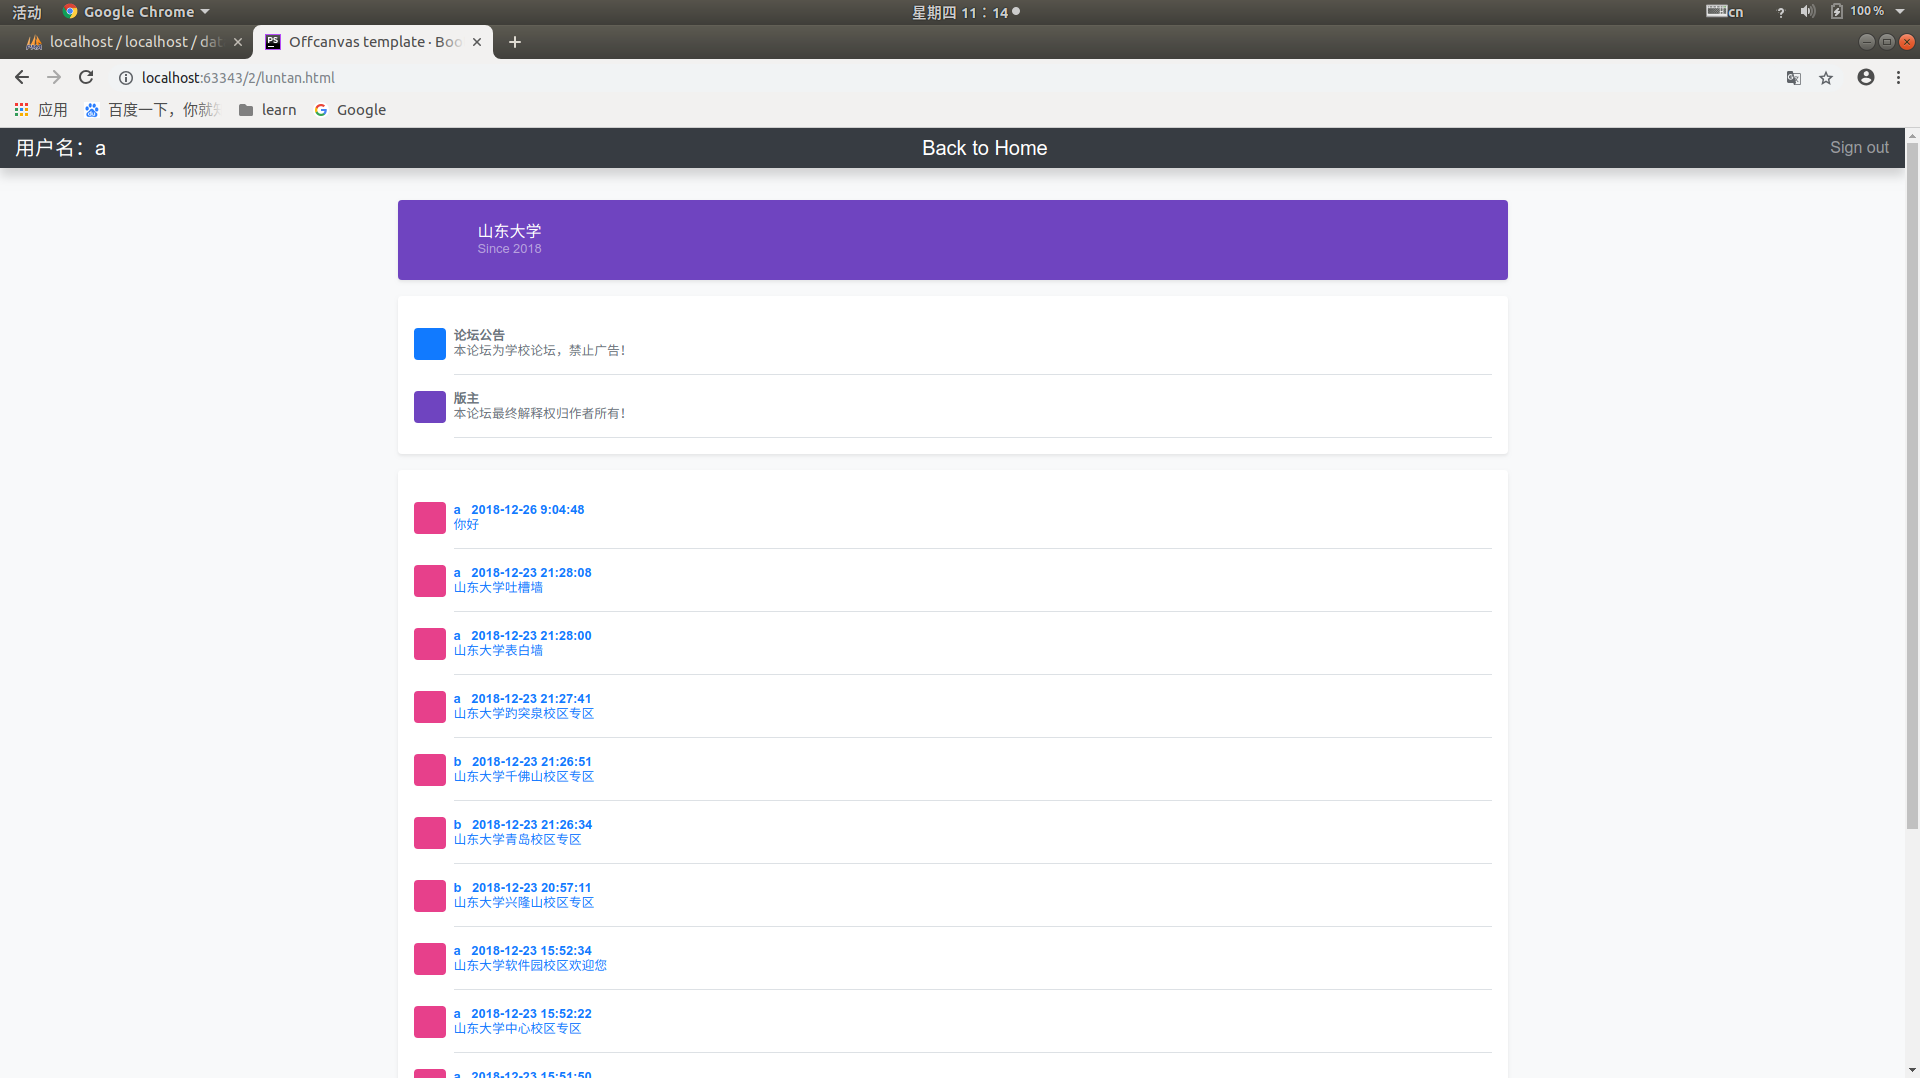 活动 Google Chrome 星期四 11：14 cn ? 100 %
localhost / localhost / dat Offcanvas template · Boo
localhost:63343/2/luntan.html
应用 百度一下，你就知 learn Google
用户名：a Back to Home Sign out
山东大学
Since 2018
论坛公告
本论坛为学校论坛，禁止广告！
版主
本论坛最终解释权归作者所有！
a 2018-12-26 9:04:48
你好
a 2018-12-23 21:28:08
山东大学吐槽墙
a 2018-12-23 21:28:00
山东大学表白墙
a 2018-12-23 21:27:41
山东大学趵突泉校区专区
b 2018-12-23 21:26:51
山东大学千佛山校区专区
b 2018-12-23 21:26:34
山东大学青岛校区专区
b 2018-12-23 20:57:11
山东大学兴隆山校区专区
a 2018-12-23 15:52:34
山东大学软件园校区欢迎您
a 2018-12-23 15:52:22
山东大学中心校区专区
a 2018-12-23 15:51:50